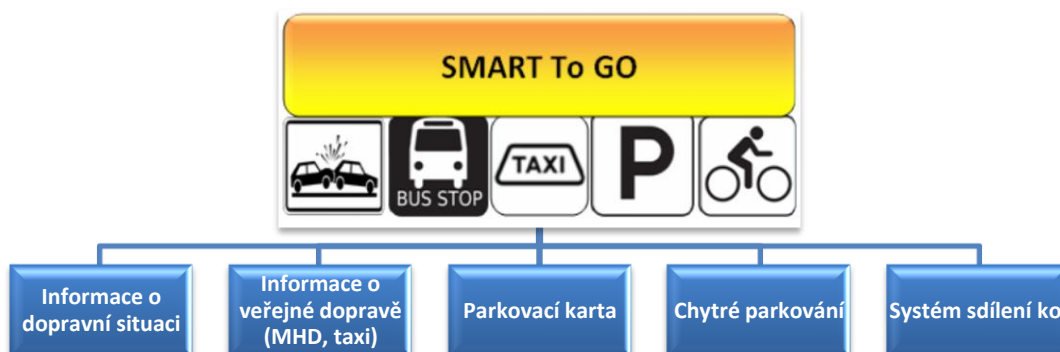 SMART To GO
BUS STOP
TAXI
P
Informace o
dopravní situaci
Informace o
veřejné dopravě
(MHD, taxi)
Parkovací karta
Chytré parkování
Systém sdílení ko